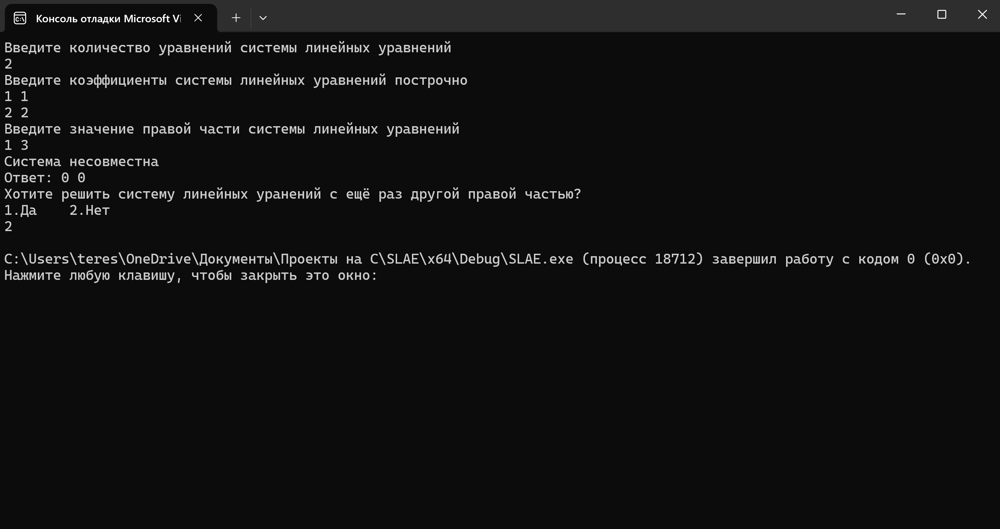 Консоль отладки Microsoft Vi
Введите количество уравнений системы линейных уравнений
2
Введите коэффициенты системы линейных уравнений построчно
1 1
2 2
Введите значение правой части системы линейных уравнений
1 3
Система несовместна
Ответ: 0 0
Хотите решить систему линейных уранений с ещё раз другой правой частью?
1.Да    2.Нет
2
C:\Users\teres\OneDrive\Документы\Проекты на C\SLAE\x64\Debug\SLAE.exe (процесс 18712) завершил работу с кодом 0 (0x0).
Нажмите любую клавишу, чтобы закрыть это окно: